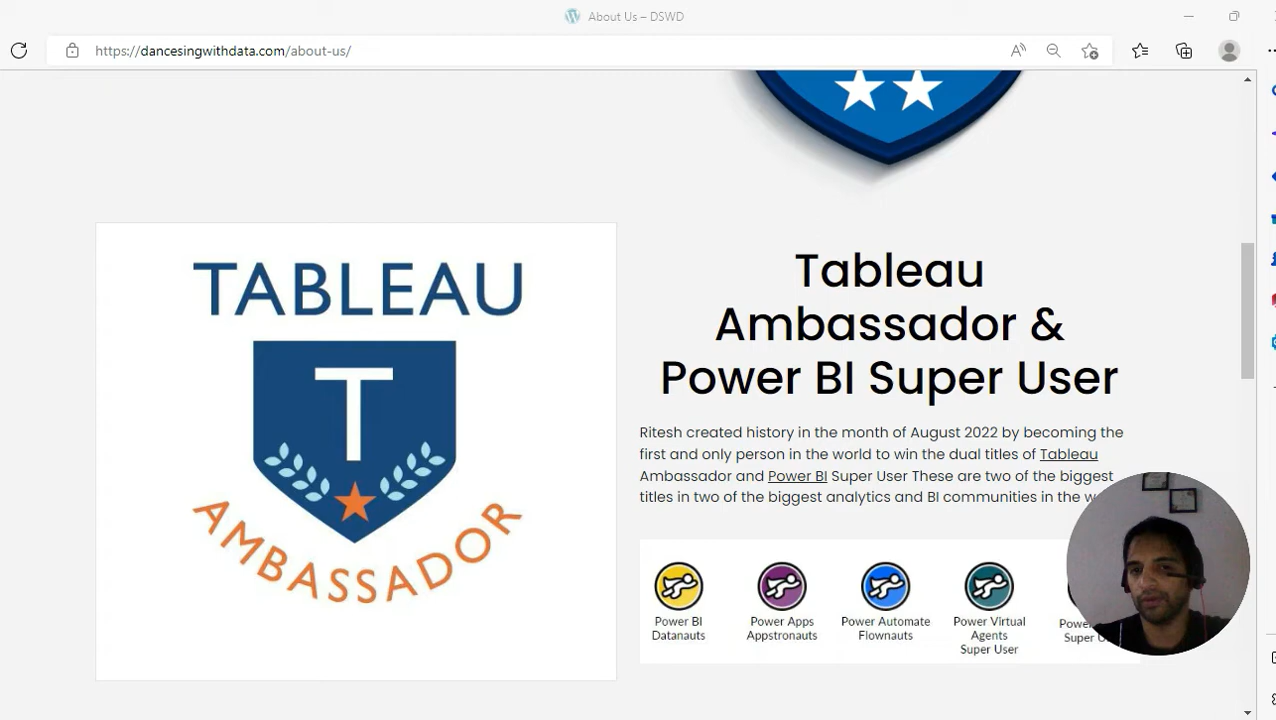 About Us – DSWD
https://dancesingwithdata.com/about-us/
TABLEAU
T
AMBASSADOR
Tableau
Ambassador &
Power BI Super User
Ritesh created history in the month of August 2022 by becoming the
first and only person in the world to win the dual titles of Tableau
Ambassador and Power BI Super User These are two of the biggest
titles in two of the biggest analytics and BI communities in the
Power BI
Datanauts
Power Apps
Appstronauts
Power Automate
Flownauts
Power Virtual
Agents
Super User
Power
Super